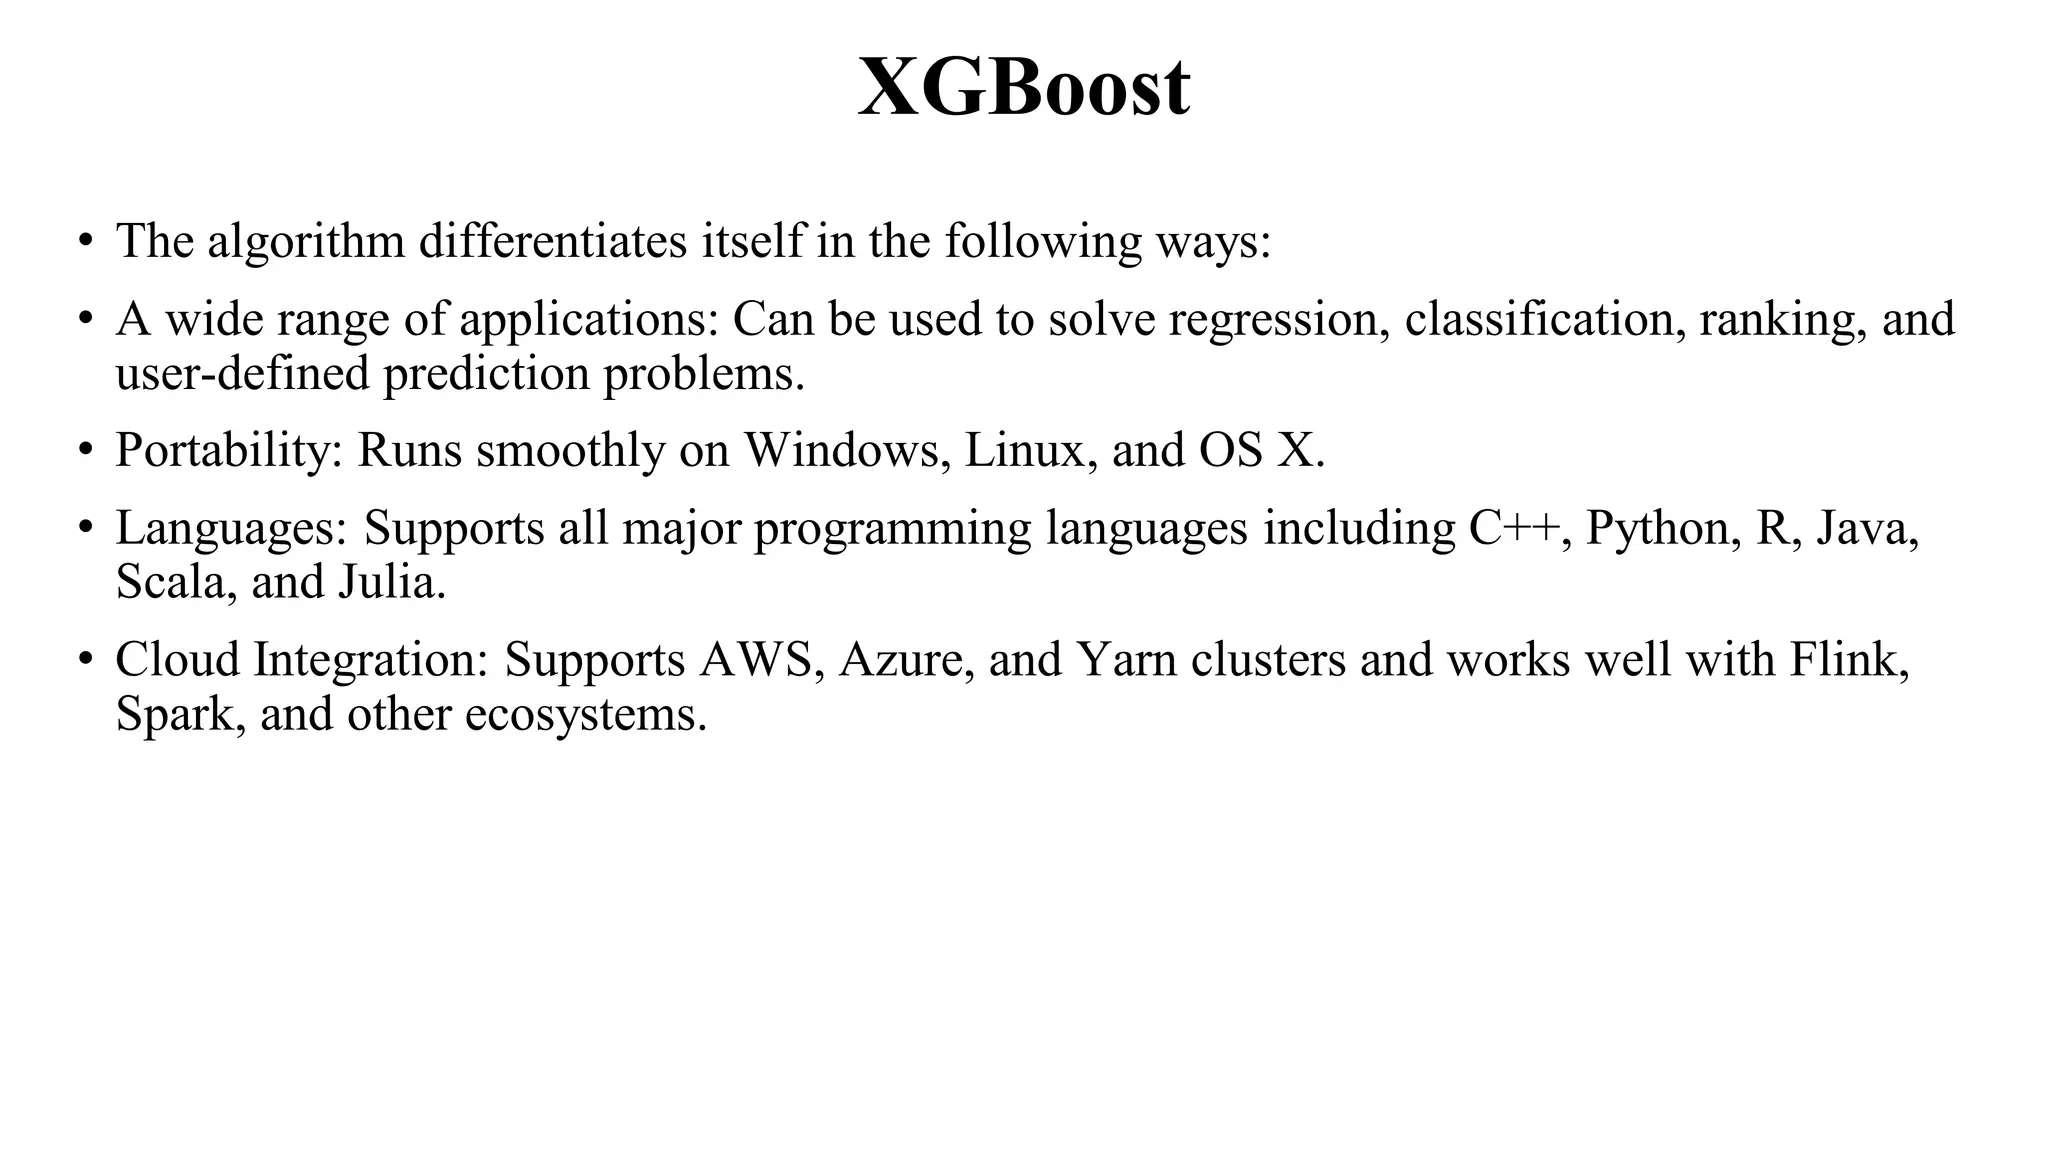 XGBoost
• The algorithm differentiates itself in the following ways:
• A wide range of applications: Can be used to solve regression, classification, ranking, and
user-defined prediction problems.
• Portability: Runs smoothly on Windows, Linux, and OS X.
• Languages: Supports all major programming languages including C++, Python, R, Java,
Scala, and Julia.
• Cloud Integration: Supports AWS, Azure, and Yarn clusters and works well with Flink,
Spark, and other ecosystems.